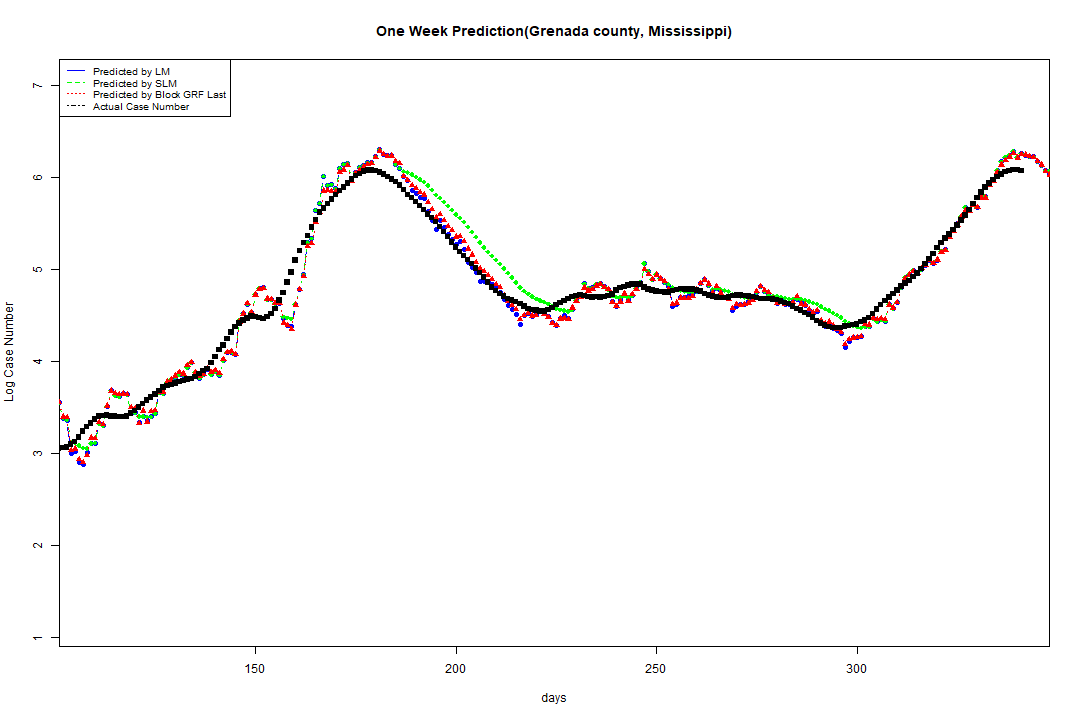 One Week Prediction(Grenada county, Mississippi)
Predicted by LM
Predicted by SLM
Predicted by Block GRF Last
Actual Case Number
7
6
5
4
3
2
1
Log Case Number
150 200 250 300
days